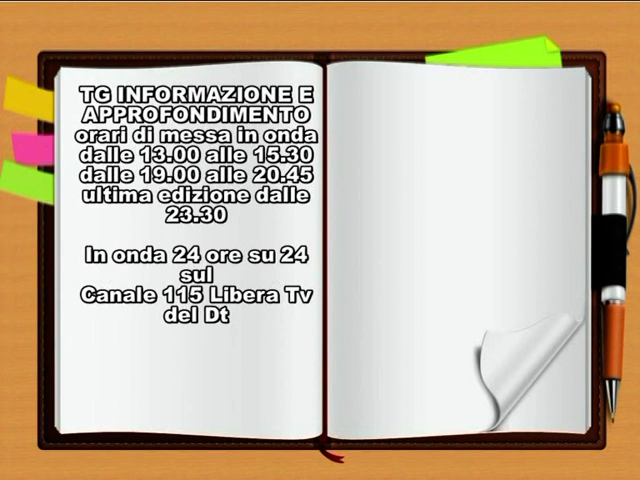 TG INFORMAZIONE E
APPROFONDIMENTO
orari di messa in onda
dalle 13.00 alle 15.30
dalle 19.00 alle 20.45
ultima edizione dalle
23.30
In onda 24 ore su 24
sul
Canale 115 Libera Tv
del Dt